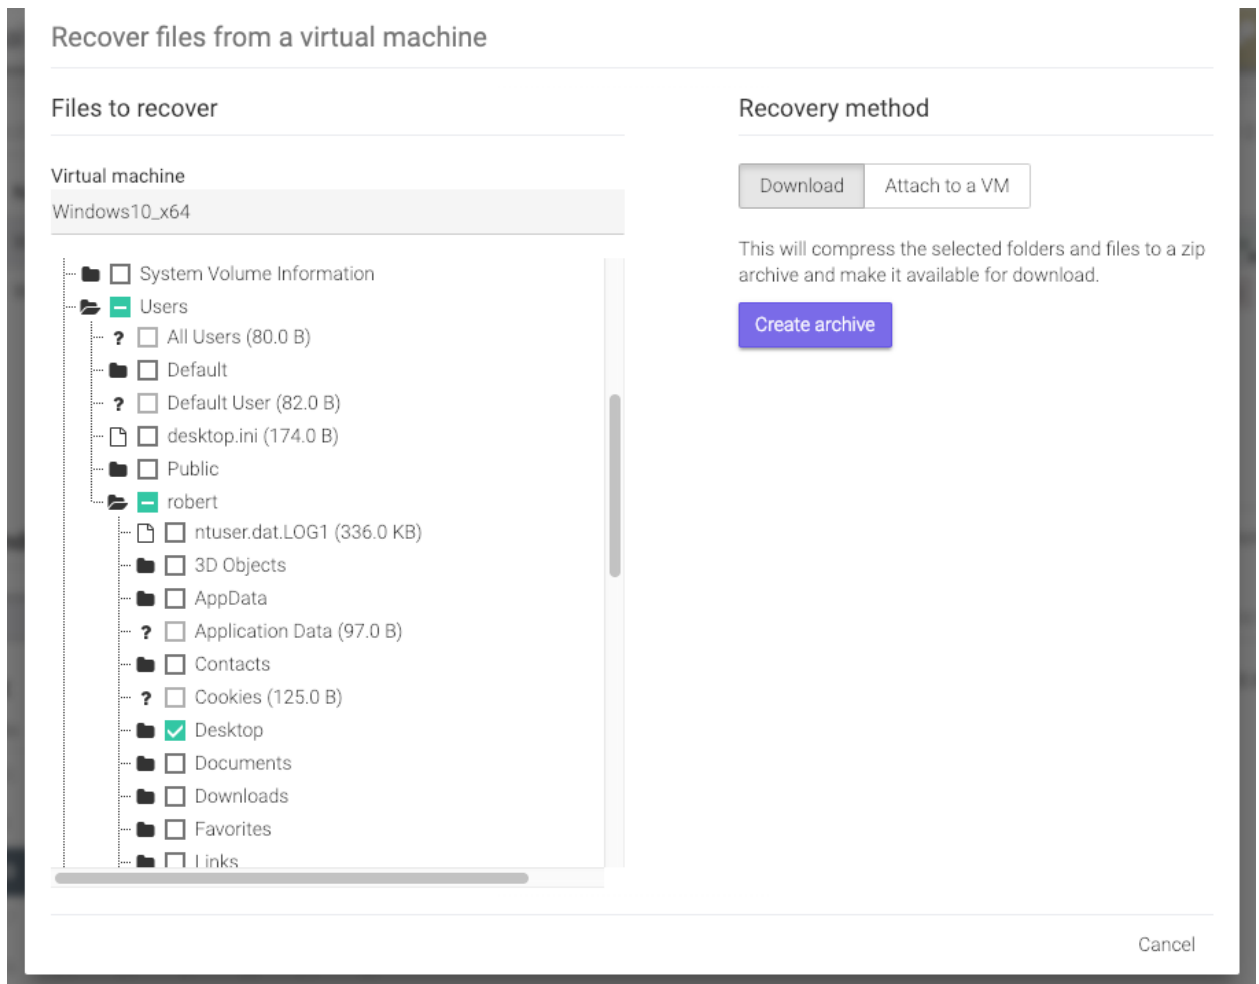 Recover files from a virtual machine
Files to recover
Virtual machine
Windows10_x64
System Volume Information
Users
? All Users (80.0 B)
Default
? Default User (82.0 B)
desktop.ini (174.0 B)
Public
robert
ntuser.dat.LOG1 (336.0 KB)
3D Objects
AppData
? Application Data (97.0 B)
Contacts
? Cookies (125.0 B)
Desktop
Documents
Downloads
Favorites
Links
Recovery method
Download Attach to a VM
This will compress the selected folders and files to a zip
archive and make it available for download.
Create archive
Cancel